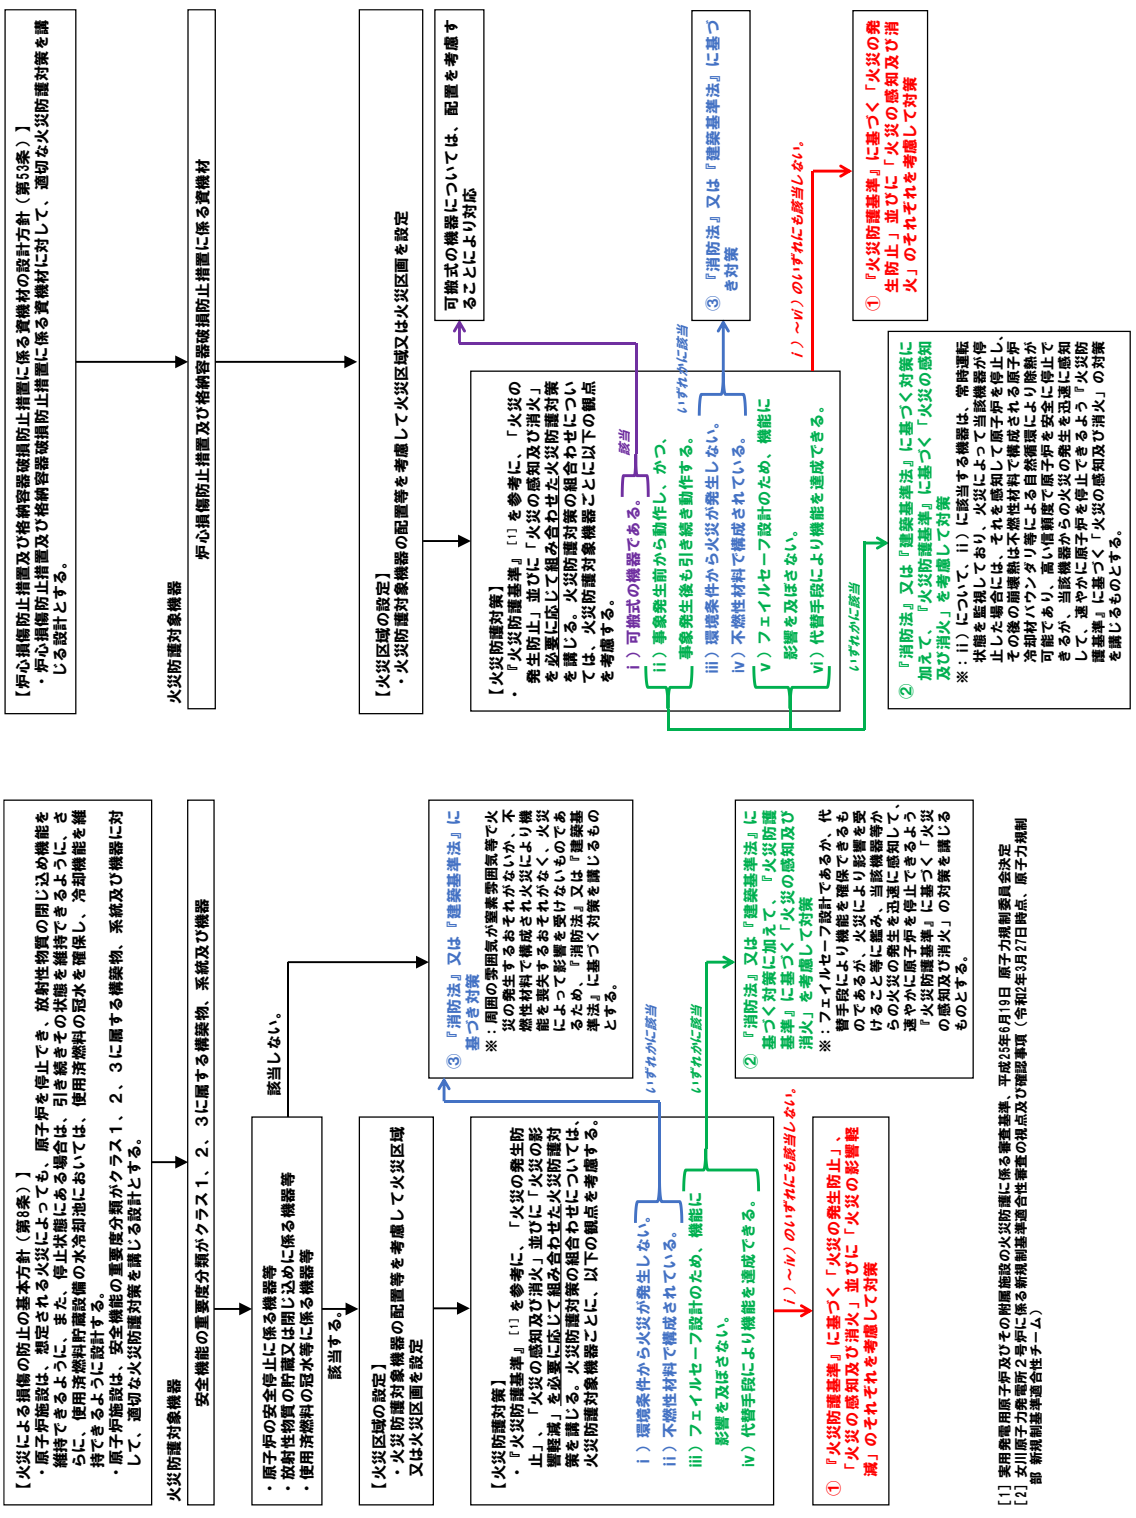 【火災による損傷の防止の基本方針（第8条）】
・原子炉施設は、想定される火災によっても、原子炉を停止でき、放射性物質の閉じ込め機能を
維持できるように、また、停止状態にある場合は、引き続きその状態を維持できるように、さ
らに、使用済燃料貯蔵設備の水冷却池においては、使用済燃料の冠水を確保し、冷却機能を維
持できるように設計する。
・原子炉施設は、安全機能の重要度分類がクラス１、２、３に属する構築物、系統及び機器に対
して、適切な火災防護対策を講じる設計とする。
火災防護対象機器
安全機能の重要度分類がクラス１、２、３に属する構築物、系統及び機器
・原子炉の安全停止に係る機器等
・放射性物質の貯蔵又は閉じ込めに係る機器等
・使用済燃料の冠水等に係る機器等
該当しない。
該当する。
【火災区域の設定】
・火災防護対象機器の配置等を考慮して火災区域
又は火災区画を設定
【火災防護対策】
・『火災防護基準』[1]を参考に、「火災の発生防
止」、「火災の感知及び消火」並びに「火災の影
響軽減」を必要に応じて組み合わせた火災防護対
策を講じる。火災防護対策の組合わせについては、
火災防護対象機器ごとに、以下の観点を考慮する。
ⅰ）環境条件から火災が発生しない。
ⅱ）不燃性材料で構成されている。
ⅲ）フェイルセーフ設計のため、機能に
影響を及ぼさない。
ⅳ）代替手段により機能を達成できる。
いずれかに該当
いずれかに該当
ⅰ）～ⅳ）のいずれにも該当しない。
③ 『消防法』又は『建築基準法』に
基づき対策
※：周囲の雰囲気が窒素雰囲気等で火
災の発生するおそれがないか、不
燃性材料で構成され火災により機
能を喪失するおそれがなく、火災
によって影響を受けないものであ
るため、『消防法』又は『建築基
準法』に基づく対策を講じるもの
とする。
② 『消防法』又は『建築基準法』に
基づく対策に加えて、『火災防護
基準』に基づく「火災の感知及び
消火」を考慮して対策
※：フェイルセーフ設計であるか、代
替手段により機能を確保できるも
のであるが、火災により影響を受
けること等に鑑み、当該機器等か
らの火災の発生を迅速に感知して、
速やかに原子炉を停止できるよう
『火災防護基準』に基づく「火災
の感知及び消火」の対策を講じる
ものとする。
① 『火災防護基準』に基づく「火災の発生防止」、
「火災の感知及び消火」並びに「火災の影響軽
減」のそれぞれを考慮して対策
[1] 実用発電用原子炉及びその附属施設の火災防護に係る審査基準、平成25年6月19日 原子力規制委員会決定
[2] 女川原子力発電所２号炉に係る新規制基準適合性審査の視点及び確認事項（令和2年3月27日時点、原子力規制
部 新規制基準適合性チーム）
【炉心損傷防止措置及び格納容器破損防止措置に係る資機材の設計方針（第53条）】
・炉心損傷防止措置及び格納容器破損防止措置に係る資機材に対して、適切な火災防護対策を講
じる設計とする。
火災防護対象機器
炉心損傷防止措置及び格納容器破損防止措置に係る資機材
【火災区域の設定】
・火災防護対象機器の配置等を考慮して火災区域又は火災区画を設定
【火災防護対策】
・『火災防護基準』[1]を参考に、「火災の
発生防止」並びに「火災の感知及び消火」
を必要に応じて組み合わせた火災防護対策
を講じる。火災防護対策の組合わせについ
ては、火災防護対象機器ごとに以下の観点
を考慮する。
ⅰ）可搬式の機器である。
ⅱ）事象発生前から動作し、かつ、
事象発生後も引き続き動作する。
ⅲ）環境条件から火災が発生しない。
ⅳ）不燃性材料で構成されている。
ⅴ）フェイルセーフ設計のため、機能に
影響を及ぼさない。
ⅵ）代替手段により機能を達成できる。
該当
いずれかに該当
いずれかに該当
ⅰ）～ⅵ）のいずれにも該当しない。
可搬式の機器については、配置を考慮す
ることにより対応
③ 『消防法』又は『建築基準法』に基づ
き対策
① 『火災防護基準』に基づく「火災の発
生防止」並びに「火災の感知及び消
火」のそれぞれを考慮して対策
② 『消防法』又は『建築基準法』に基づく対策に
加えて、『火災防護基準』に基づく「火災の感知
及び消火」を考慮して対策
※：ⅱ）について、ⅱ）に該当する機器は、常時運転
状態を監視しており、火災によって当該機器が停
止した場合には、それを感知して原子炉を停止し、
その後の崩壊熱は不燃性材料で構成される原子炉
冷却材バウンダリ等による自然循環により除熱が
可能であり、高い信頼度で原子炉を安全に停止で
きるが、当該機器からの火災の発生を迅速に感知
して、速やかに原子炉を停止できるよう『火災防
護基準』に基づく「火災の感知及び消火」の対策
を講じるものとする。